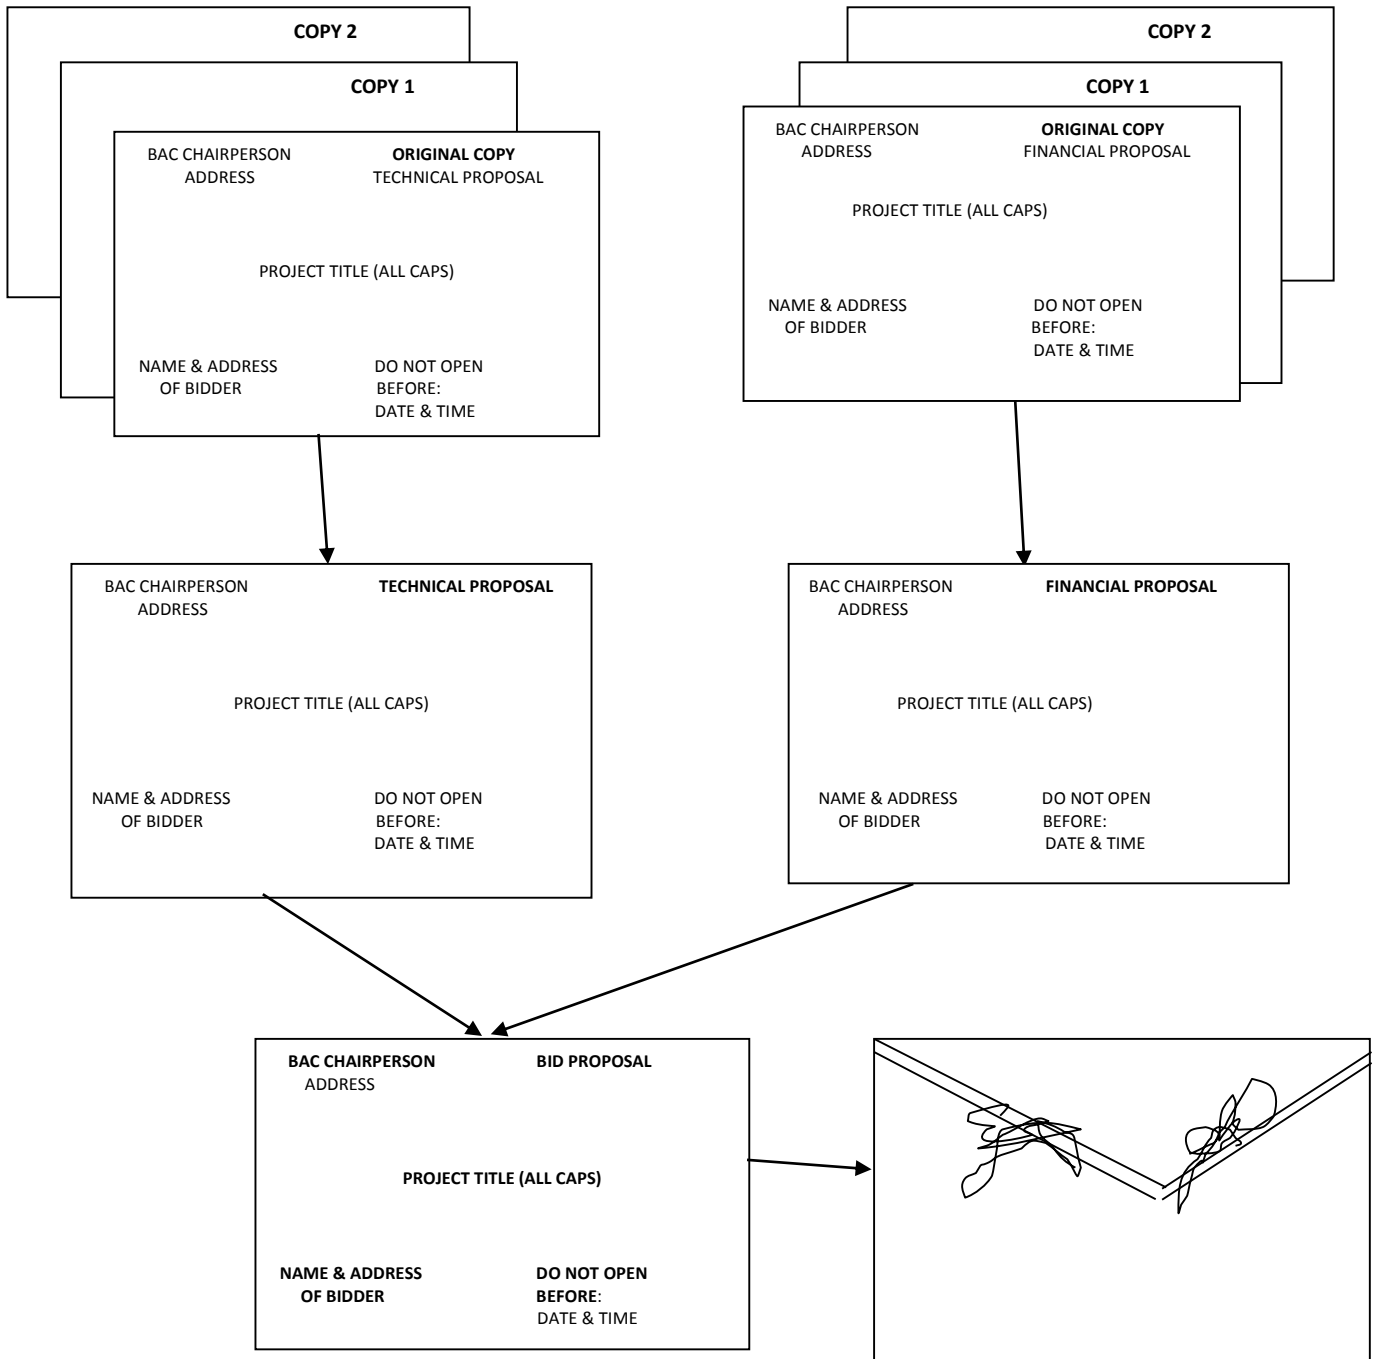 COPY 2
COPY 1
BAC CHAIRPERSON ORIGINAL COPY
ADDRESS TECHNICAL PROPOSAL
PROJECT TITLE (ALL CAPS)
NAME & ADDRESS DO NOT OPEN
OF BIDDER BEFORE:
DATE & TIME
COPY 2
COPY 1
BAC CHAIRPERSON ORIGINAL COPY
ADDRESS FINANCIAL PROPOSAL
PROJECT TITLE (ALL CAPS)
NAME & ADDRESS DO NOT OPEN
OF BIDDER BEFORE:
DATE & TIME
BAC CHAIRPERSON TECHNICAL PROPOSAL
ADDRESS
PROJECT TITLE (ALL CAPS)
NAME & ADDRESS DO NOT OPEN
OF BIDDER BEFORE:
DATE & TIME
BAC CHAIRPERSON FINANCIAL PROPOSAL
ADDRESS
PROJECT TITLE (ALL CAPS)
NAME & ADDRESS DO NOT OPEN
OF BIDDER BEFORE:
DATE & TIME
BAC CHAIRPERSON BID PROPOSAL
ADDRESS
PROJECT TITLE (ALL CAPS)
NAME & ADDRESS DO NOT OPEN
OF BIDDER BEFORE:
DATE & TIME